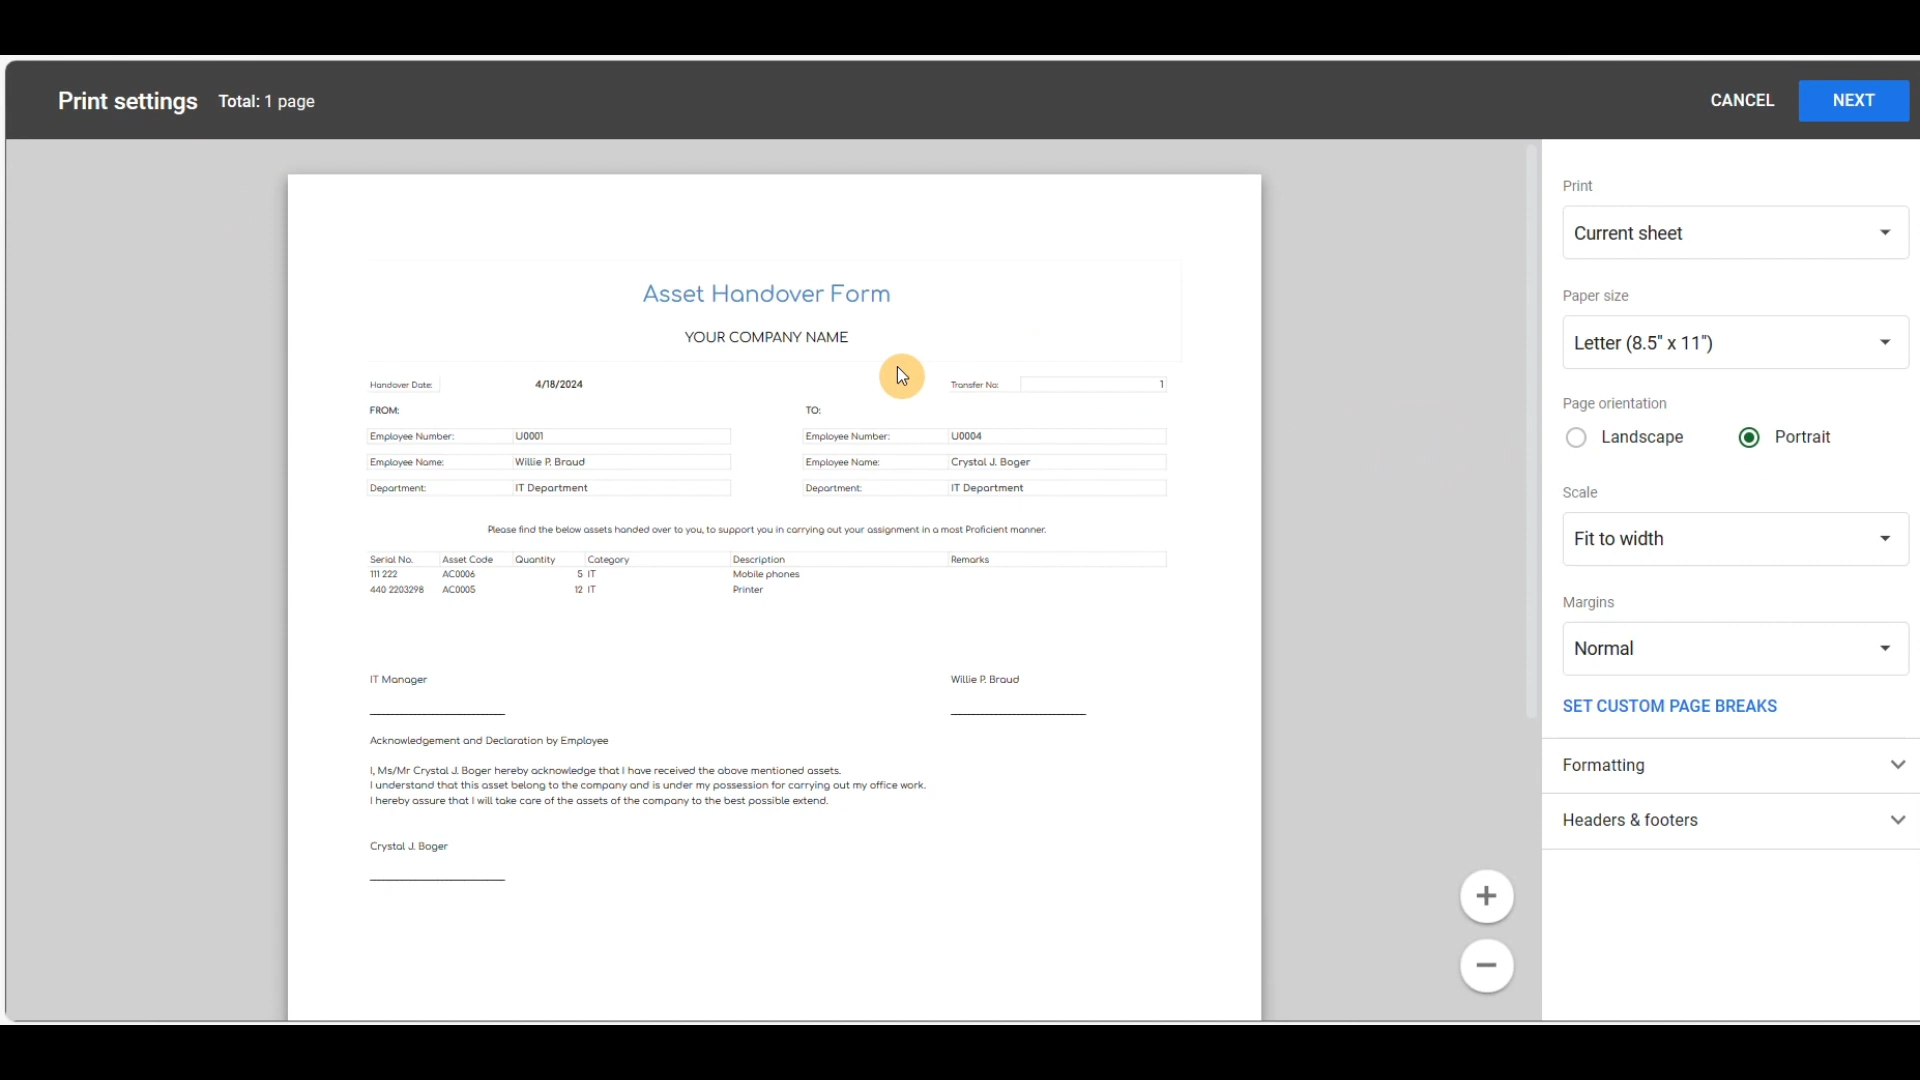 Print settings Total: 1 page CANCEL NEXT
Asset Handover Form
YOUR COMPANY NAME
Handover Date: 4/18/2024 Transfer No: 1
FROM: TO:
Employee Number: U0001 Employee Number: U0004
Employee Name: Willie P. Braud Employee Name: Crystal J. Boger
Department: IT Department Department: IT Department
Please find the below assets handed over to you, to support you in carrying out your assignment in a most Proficient manner.
Serial No. Asset Code Quantity Category Description Remarks
111 222 AC0006 5 IT Mobile phones
440 2203298 AC0005 12 IT Printer
IT Manager Willie P. Braud
Acknowledgement and Declaration by Employee
I, Ms/Mr Crystal J. Boger hereby acknowledge that I have received the above mentioned assets.
I understand that this asset belong to the company and is under my possession for carrying out my office work.
I hereby assure that I will take care of the assets of the company to the best possible extend.
Crystal J. Boger
Print
Current sheet
Paper size
Letter (8.5" x 11")
Page orientation
Landscape Portrait
Scale
Fit to width
Margins
Normal
SET CUSTOM PAGE BREAKS
Formatting
Headers & footers